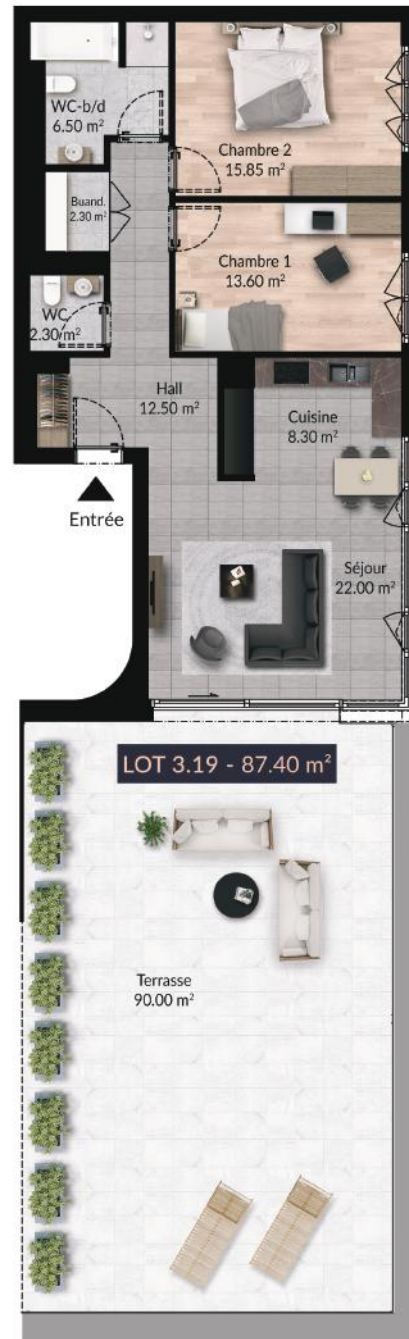 WC-b/d
6.50 m²
Chambre 2
15.85 m²
Buand.
2.30 m²
Chambre 1
13.60 m²
WC
2.30 m²
Hall
12.50 m²
Cuisine
8.30 m²
Entrée
Séjour
22.00 m²
LOT 3.19 - 87.40 m²
Terrasse
90.00 m²